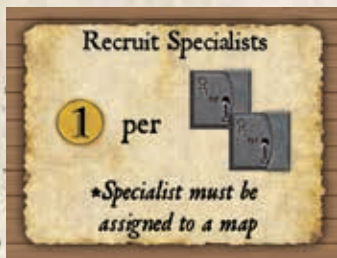 Recruit Specialists
1 per
*Specialist must be
assigned to a map